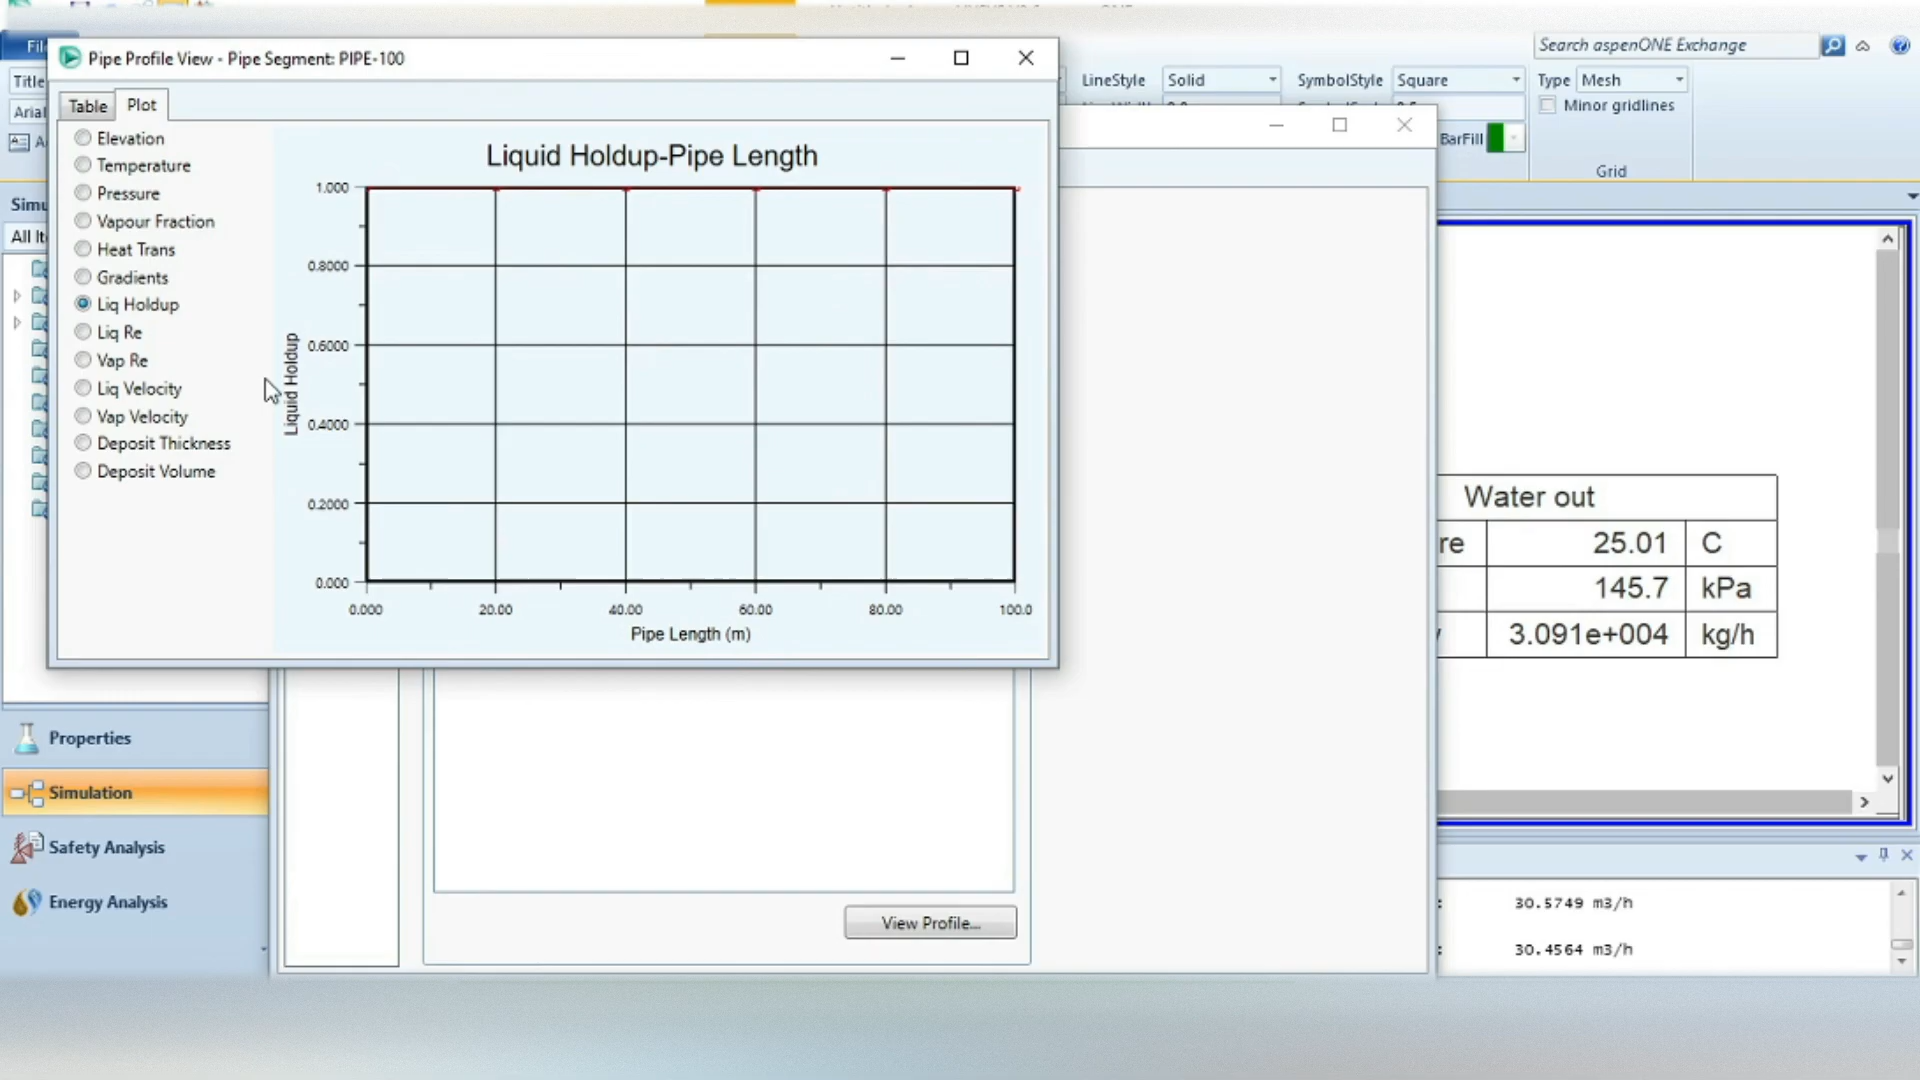 Pipe Profile View - Pipe Segment: PIPE-100
Search aspenONE Exchange
Title
LineStyle Solid SymbolStyle Square Type Mesh
Table Plot
Arial
Minor gridlines
BarFill
Grid
Elevation
Temperature
Pressure
Vapour Fraction
Heat Trans
Gradients
Liq Holdup
Liq Re
Vap Re
Liq Velocity
Vap Velocity
Deposit Thickness
Deposit Volume
Liquid Holdup-Pipe Length
1.000
0.8000
0.6000
0.4000
0.2000
0.000
Liquid Holdup
0.000 20.00 40.00 60.00 80.00 100.0
Pipe Length (m)
Water out
re 25.01 C
145.7 kPa
3.091e+004 kg/h
Properties
Simulation
Safety Analysis
Energy Analysis
View Profile...
: 30.5749 m3/h
: 30.4564 m3/h